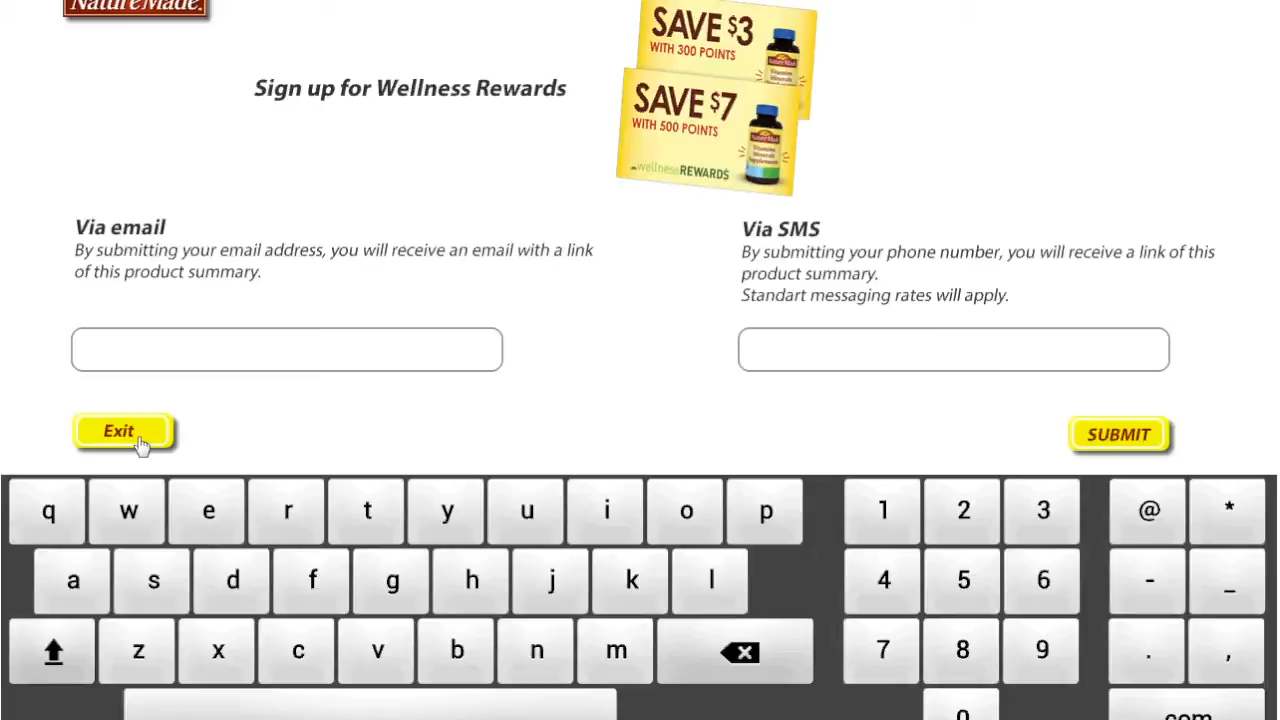 NatureMade.
SAVE $3
WITH 300 POINTS
Sign up for Wellness Rewards
SAVE $7
WITH 500 POINTS
wellnessREWARDS
Via email
By submitting your email address, you will receive an email with a link
of this product summary.
Via SMS
By submitting your phone number, you will receive a link of this
product summary.
Standart messaging rates will apply.
Exit
SUBMIT
q w e r t y u i o p 1 2 3 @ *
a s d f g h j k l 4 5 6 - _
z x c v b n m 7 8 9 . ,
0 .com